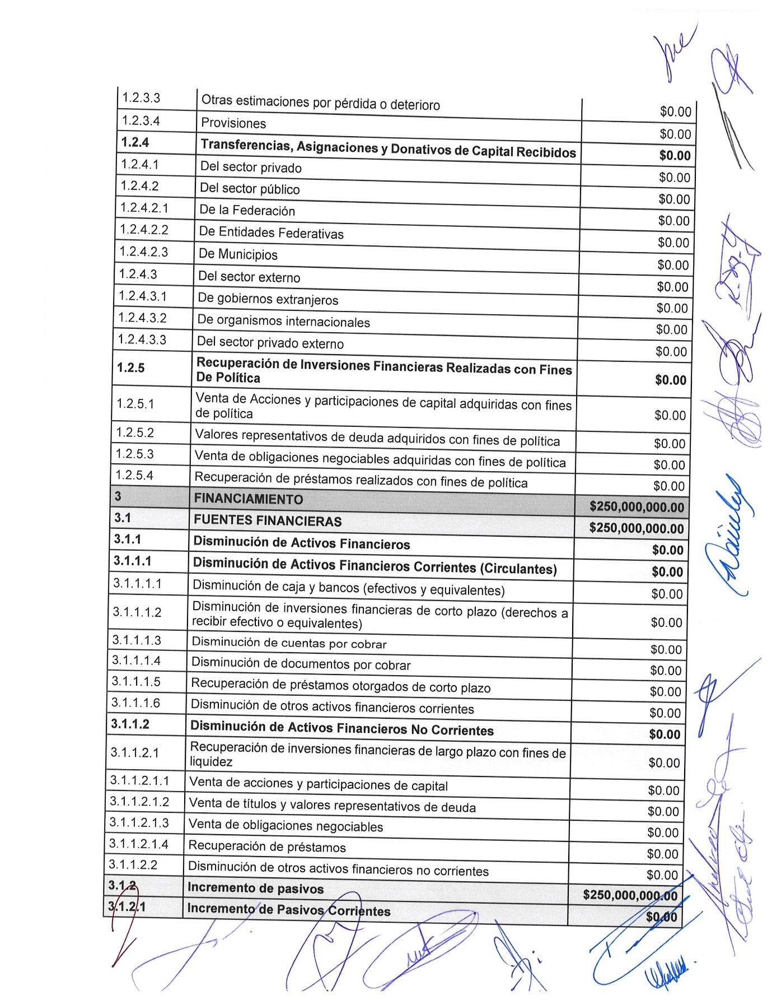 1.2.3.3 Otras estimaciones por pérdida o deterioro $0.00
1.2.3.4 Provisiones $0.00
1.2.4 Transferencias, Asignaciones y Donativos de Capital Recibidos $0.00
1.2.4.1 Del sector privado $0.00
1.2.4.2 Del sector público $0.00
1.2.4.2.1 De la Federación $0.00
1.2.4.2.2 De Entidades Federativas $0.00
1.2.4.2.3 De Municipios $0.00
1.2.4.3 Del sector externo $0.00
1.2.4.3.1 De gobiernos extranjeros $0.00
1.2.4.3.2 De organismos internacionales $0.00
1.2.4.3.3 Del sector privado externo $0.00
1.2.5 Recuperación de Inversiones Financieras Realizadas con Fines
De Política $0.00
1.2.5.1 Venta de Acciones y participaciones de capital adquiridas con fines
de política $0.00
1.2.5.2 Valores representativos de deuda adquiridos con fines de política $0.00
1.2.5.3 Venta de obligaciones negociables adquiridas con fines de política $0.00
1.2.5.4 Recuperación de préstamos realizados con fines de política $0.00
3 FINANCIAMIENTO $250,000,000.00
3.1 FUENTES FINANCIERAS $250,000,000.00
3.1.1 Disminución de Activos Financieros $0.00
3.1.1.1 Disminución de Activos Financieros Corrientes (Circulantes) $0.00
3.1.1.1.1 Disminución de caja y bancos (efectivos y equivalentes) $0.00
3.1.1.1.2 Disminución de inversiones financieras de corto plazo (derechos a
recibir efectivo o equivalentes) $0.00
3.1.1.1.3 Disminución de cuentas por cobrar $0.00
3.1.1.1.4 Disminución de documentos por cobrar $0.00
3.1.1.1.5 Recuperación de préstamos otorgados de corto plazo $0.00
3.1.1.1.6 Disminución de otros activos financieros corrientes $0.00
3.1.1.2 Disminución de Activos Financieros No Corrientes $0.00
3.1.1.2.1 Recuperación de inversiones financieras de largo plazo con fines de
liquidez $0.00
3.1.1.2.1.1 Venta de acciones y participaciones de capital $0.00
3.1.1.2.1.2 Venta de títulos y valores representativos de deuda $0.00
3.1.1.2.1.3 Venta de obligaciones negociables $0.00
3.1.1.2.1.4 Recuperación de préstamos $0.00
3.1.1.2.2 Disminución de otros activos financieros no corrientes $0.00
3.1.2 Incremento de pasivos $250,000,000.00
3.1.2.1 Incremento de Pasivos Corrientes $0.00